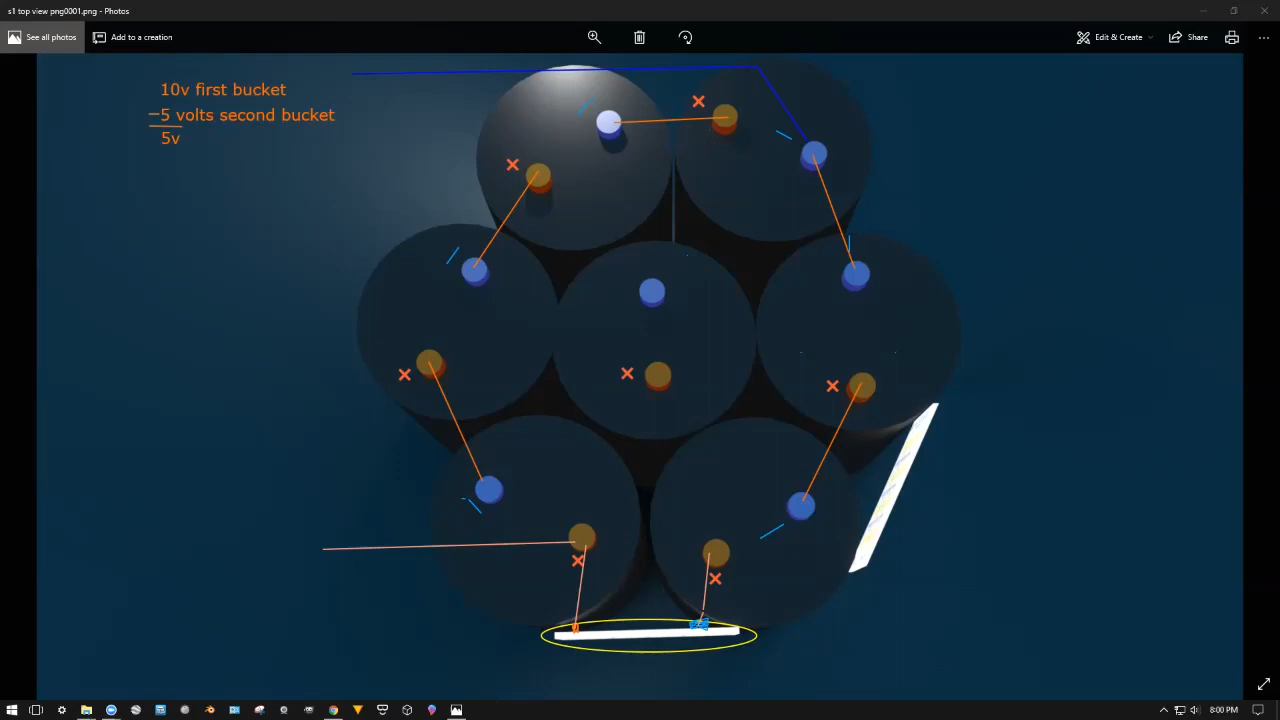 s1 top view png0001.png - Photos
See all photos
Add to a creation
Edit & Create
Share
10v first bucket
−5 volts second bucket
5v
8:00 PM